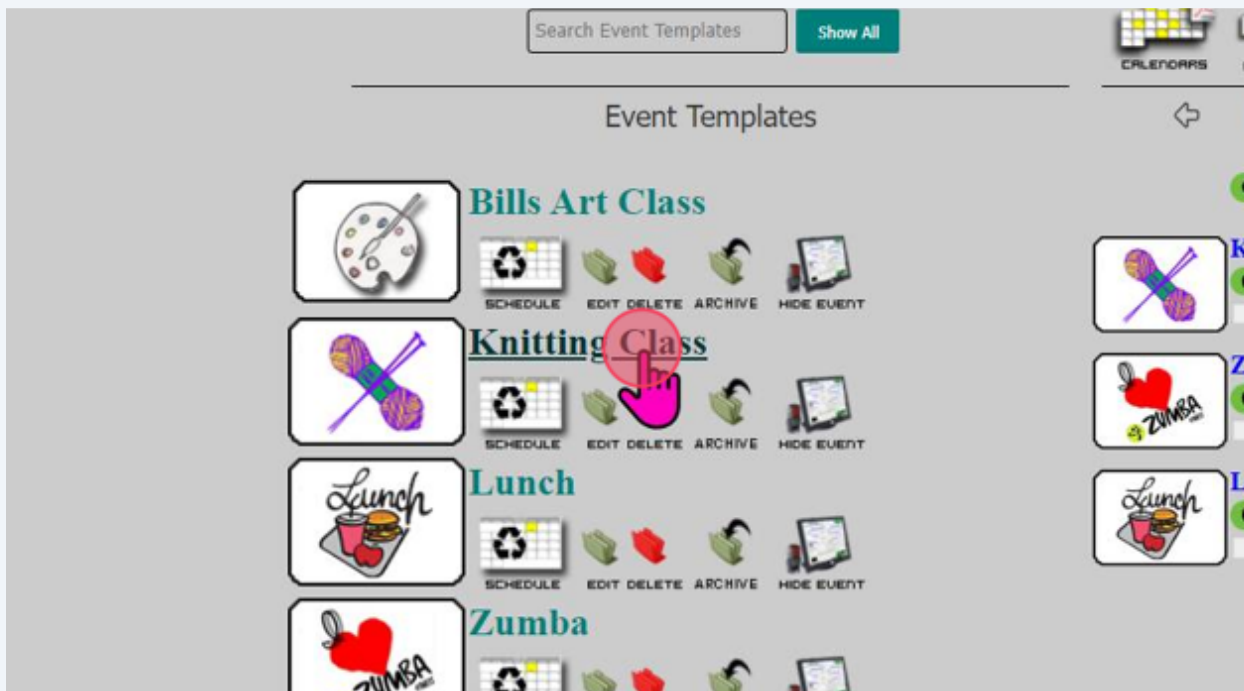 Search Event Templates
Show All
CALENDARS
Event Templates
Bills Art Class
SCHEDULE EDIT DELETE ARCHIVE HIDE EVENT
Knitting Class
SCHEDULE EDIT DELETE ARCHIVE HIDE EVENT
Lunch
Lunch
SCHEDULE EDIT DELETE ARCHIVE HIDE EVENT
Zumba
ZUMBA
K
Z
ZUMBA
L
Lunch